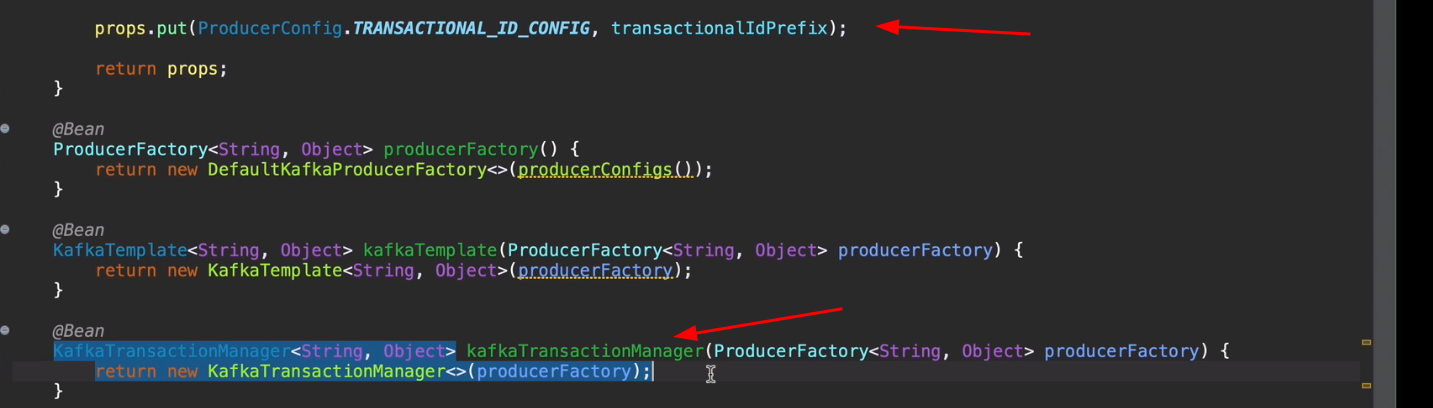 props.put(ProducerConfig.TRANSACTIONAL_ID_CONFIG, transactionalIdPrefix);
return props;
}
@Bean
ProducerFactory<String, Object> producerFactory() {
return new DefaultKafkaProducerFactory<>(producerConfigs());
}
@Bean
KafkaTemplate<String, Object> kafkaTemplate(ProducerFactory<String, Object> producerFactory) {
return new KafkaTemplate<String, Object>(producerFactory);
}
@Bean
KafkaTransactionManager<String, Object> kafkaTransactionManager(ProducerFactory<String, Object> producerFactory) {
return new KafkaTransactionManager<>(producerFactory);
}